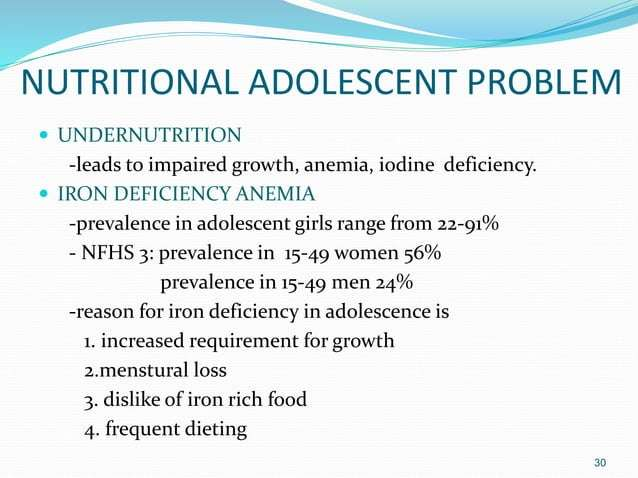 NUTRITIONAL ADOLESCENT PROBLEM
• UNDERNUTRITION
-leads to impaired growth, anemia, iodine deficiency.
• IRON DEFICIENCY ANEMIA
-prevalence in adolescent girls range from 22-91%
- NFHS 3: prevalence in 15-49 women 56%
prevalence in 15-49 men 24%
-reason for iron deficiency in adolescence is
1. increased requirement for growth
2.menstural loss
3. dislike of iron rich food
4. frequent dieting
30